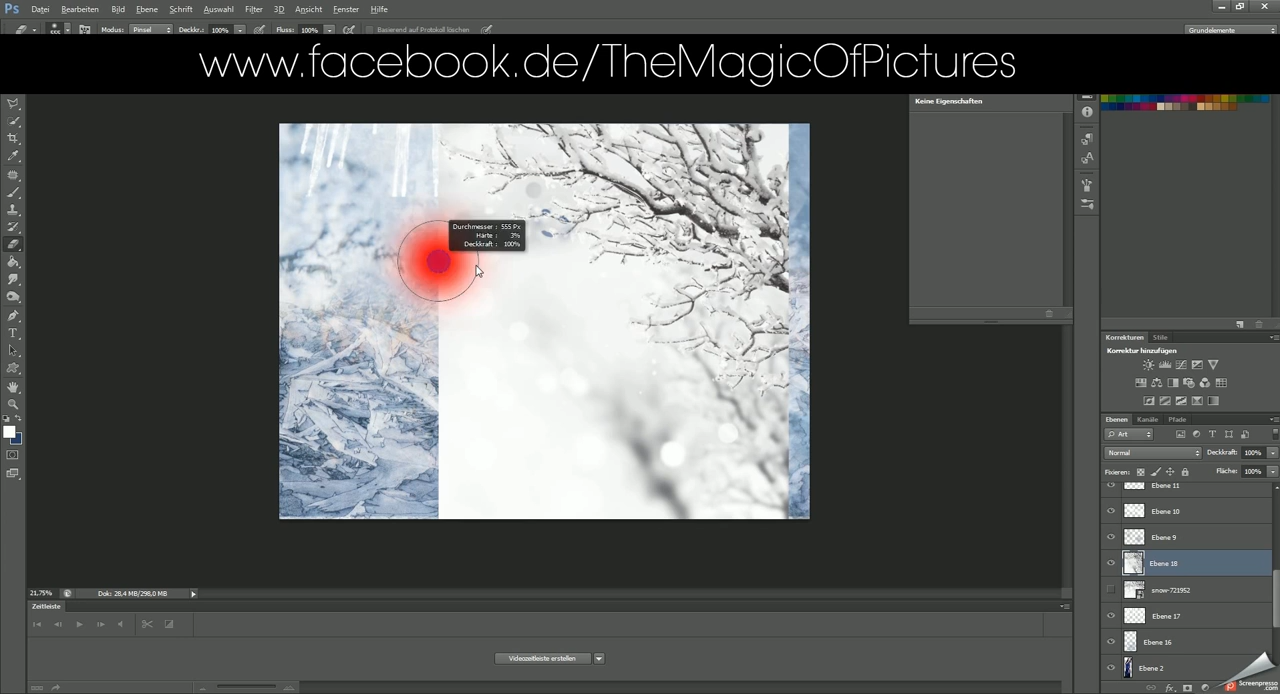 Ps Datei Bearbeiten Bild Ebene Schrift Auswahl Filter 3D Ansicht Fenster Hilfe
Modus: Pinsel Deckkr.: 100% Fluss: 100% Basierend auf Protokoll löschen Grundelemente
www.facebook.de/TheMagicOfPictures
Keine Eigenschaften
Durchmesser : 555 Px
Härte : 3%
Deckkraft : 100%
Korrekturen Stile
Korrektur hinzufügen
Ebenen Kanäle Pfade
Art
Normal Deckkraft: 100%
Fixieren: Fläche: 100%
Ebene 11
Ebene 10
Ebene 9
Ebene 18
snow-721952
Ebene 17
Ebene 16
Ebene 2
21,75% Dok: 28,4 MB/298,0 MB
Zeitleiste
Videozeitleiste erstellen
fx
Screenpresso
.com